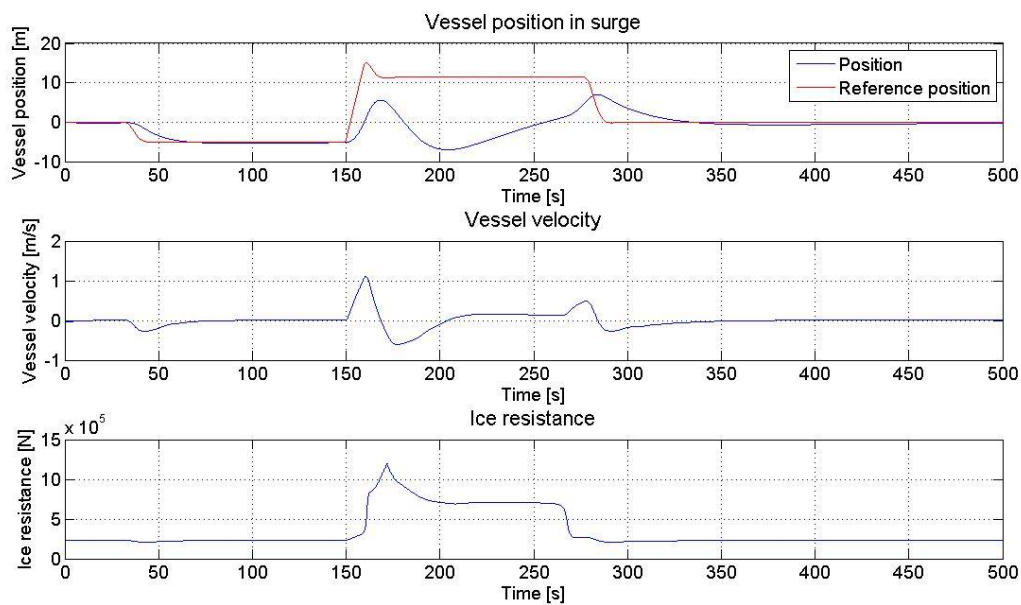 Vessel position in surge
Vessel position [m]
20
10
0
-10
Position
Reference position
0 50 100 150 200 250 300 350 400 450 500
Time [s]
Vessel velocity
Vessel velocity [m/s]
2
1
0
-1
0 50 100 150 200 250 300 350 400 450 500
Time [s]
Ice resistance
x 10^5
Ice resistance [N]
15
10
5
0
0 50 100 150 200 250 300 350 400 450 500
Time [s]